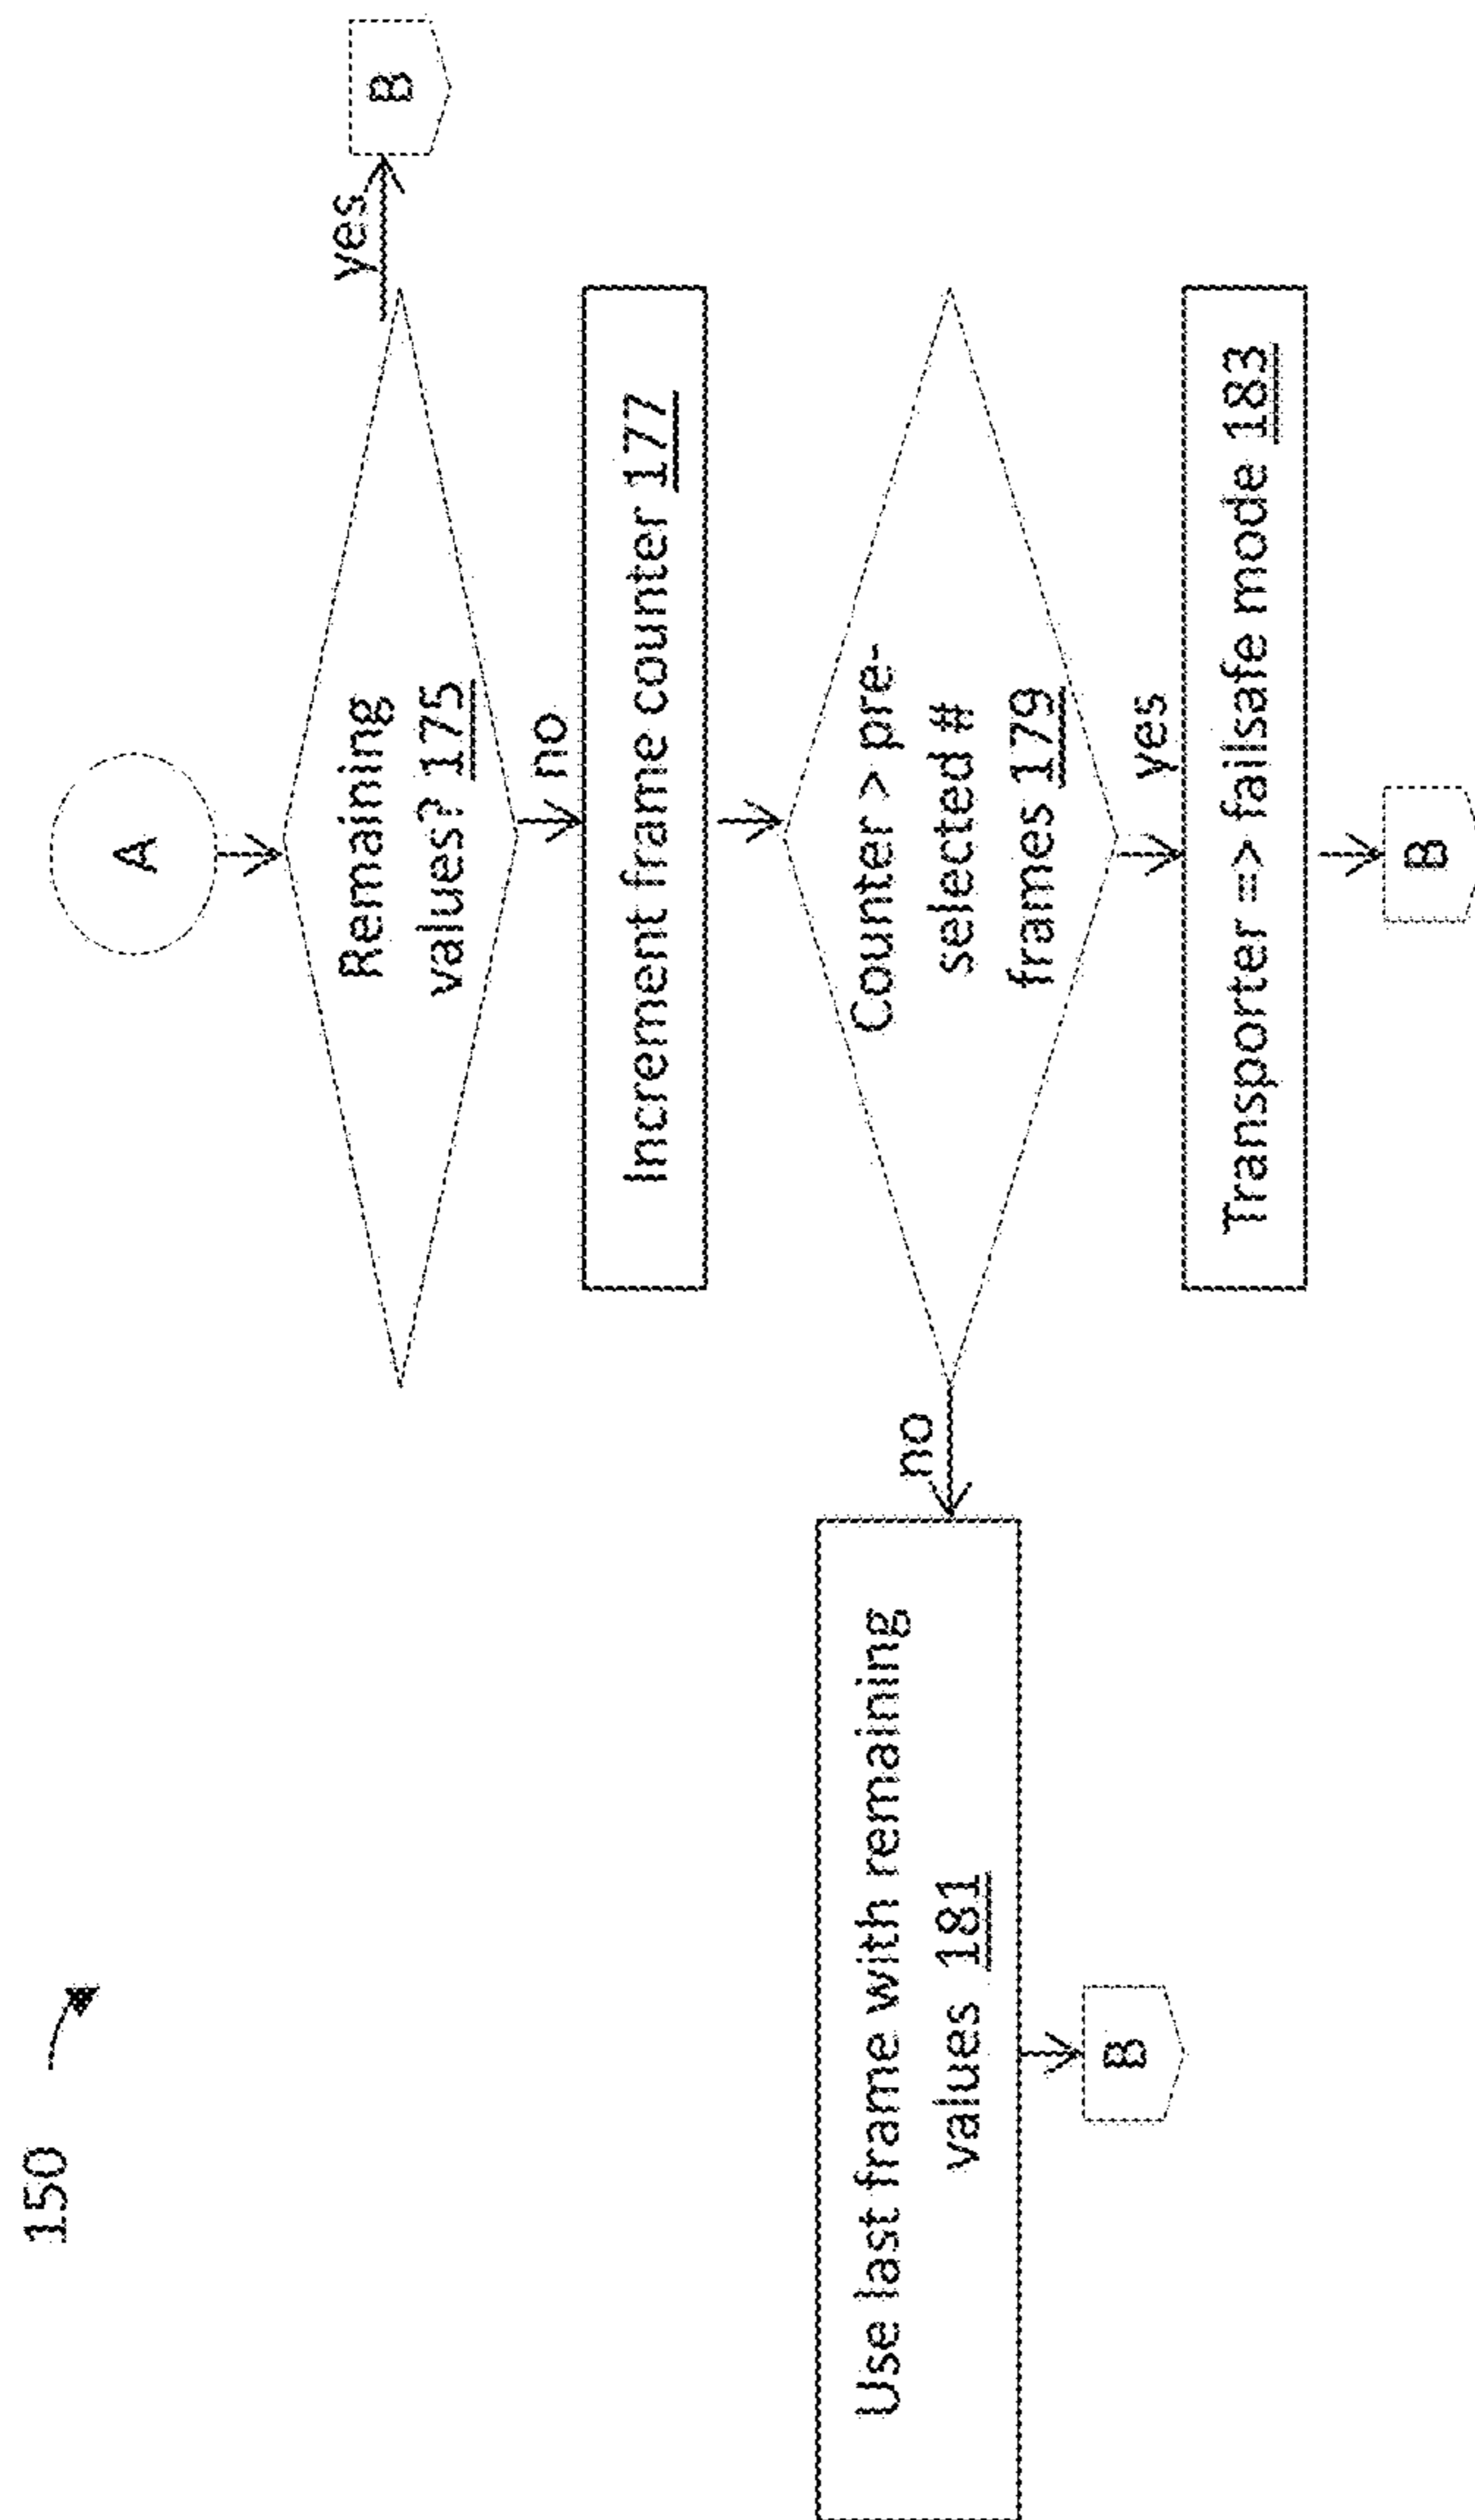 150
A
Remaining
values? 175
yes
B
no
Increment frame counter 177
Counter > pre-
selected #
frames 179
no
Use last frame with remaining
values 181
B
yes
Transporter => failsafe mode 183
B